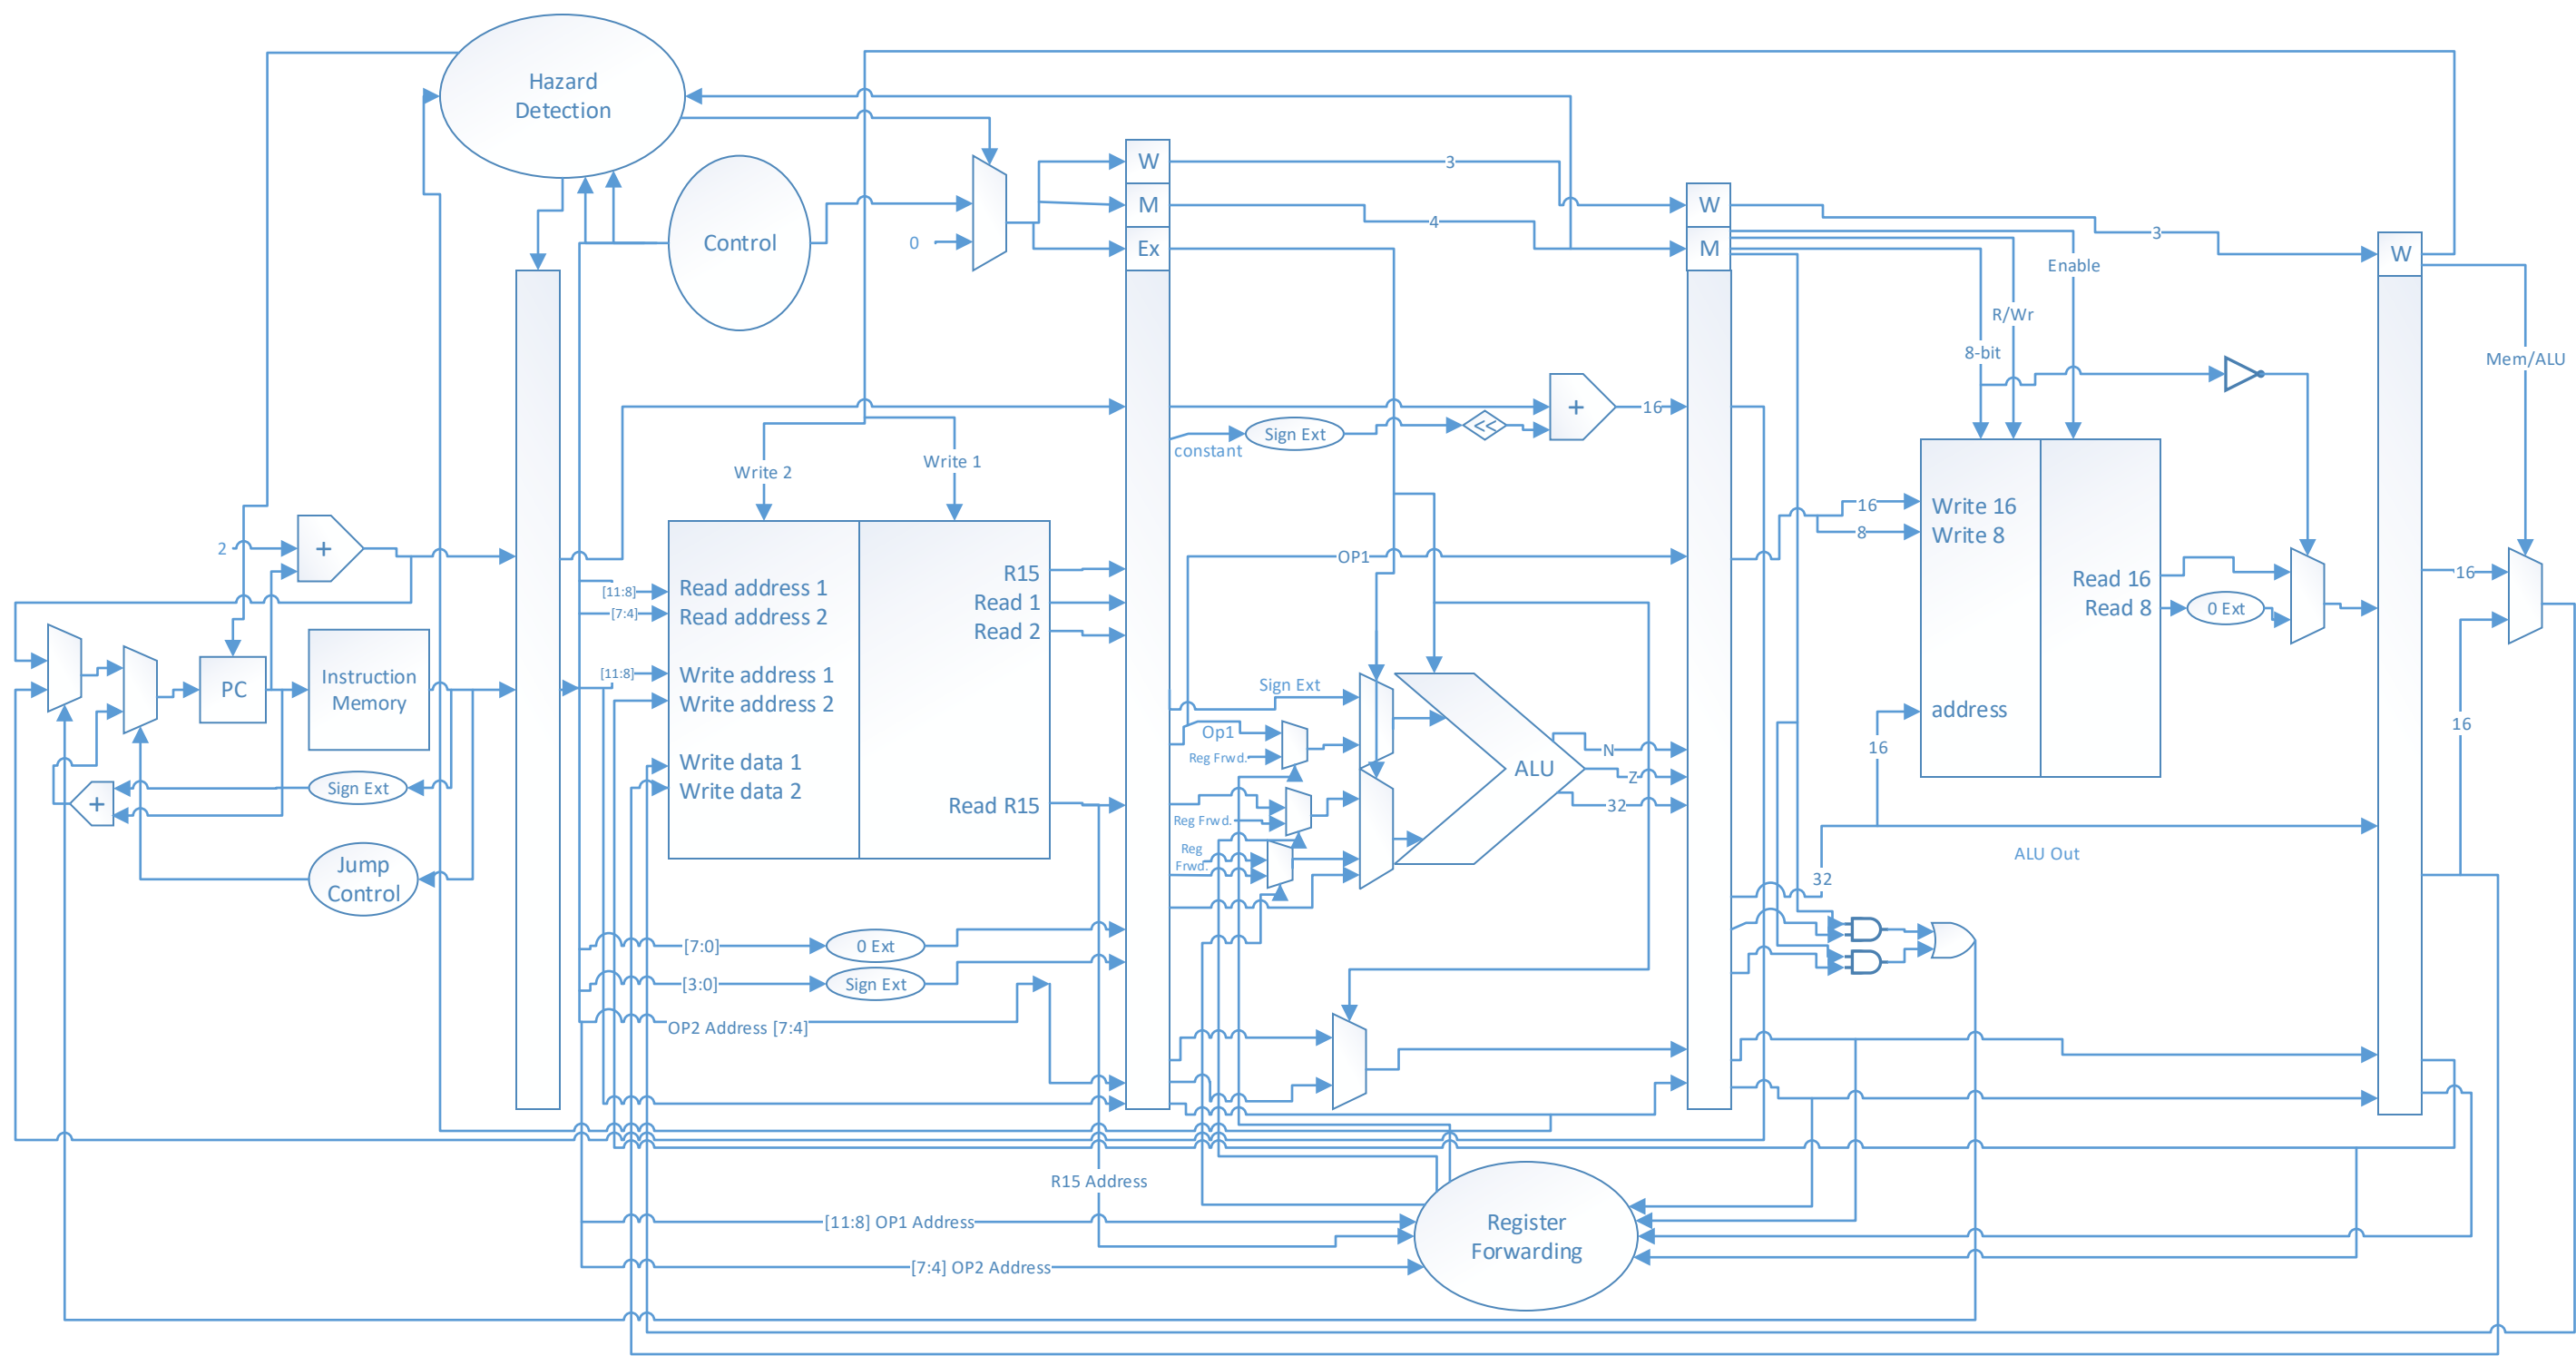 Hazard
Detection
Control
0
W
M
Ex
3
4
W
M
3
W
Enable
R/Wr
8-bit
Mem/ALU
+
16
Sign Ext
<<
constant
Write 2
Write 1
2
+
[11:8]
[7:4]
[11:8]
Read address 1
Read address 2
Write address 1
Write address 2
Write data 1
Write data 2
R15
Read 1
Read 2
Read R15
OP1
16
8
Write 16
Write 8
address
Read 16
Read 8
0 Ext
16
16
16
PC
Instruction
Memory
Sign Ext
+
Jump
Control
Sign Ext
Op1
Reg Frwd.
Reg Frwd.
Reg
Frwd.
ALU
N
Z
32
ALU Out
32
[7:0]
0 Ext
[3:0]
Sign Ext
OP2 Address [7:4]
R15 Address
[11:8] OP1 Address
[7:4] OP2 Address
Register
Forwarding